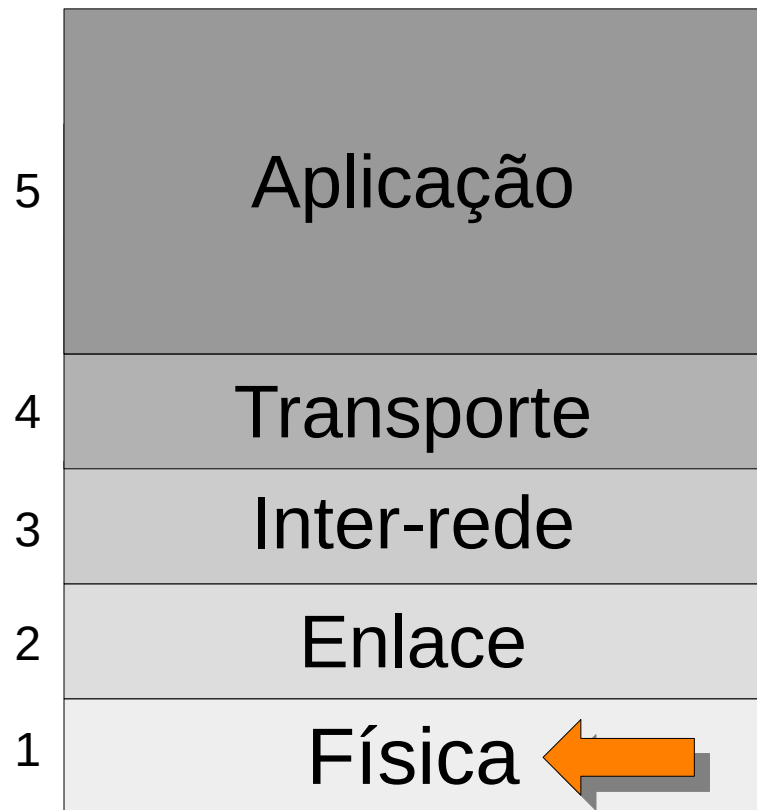 5 Aplicação
4 Transporte
3 Inter-rede
2 Enlace
1 Física